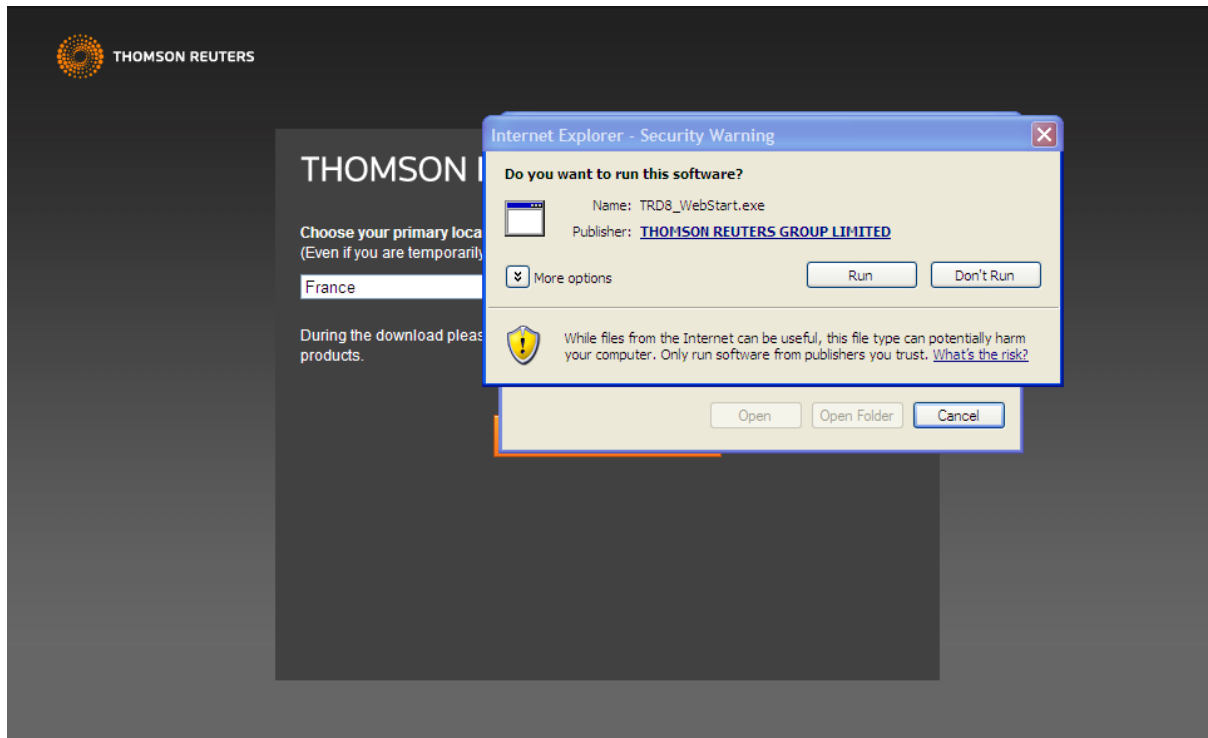 THOMSON REUTERS
THOMSON
Choose your primary loca
(Even if you are temporarily
France
During the download pleas
products.
Internet Explorer - Security Warning
Do you want to run this software?
Name: TRD8_WebStart.exe
Publisher: THOMSON REUTERS GROUP LIMITED
More options
Run
Don't Run
While files from the Internet can be useful, this file type can potentially harm
your computer. Only run software from publishers you trust. What's the risk?
Open
Open Folder
Cancel